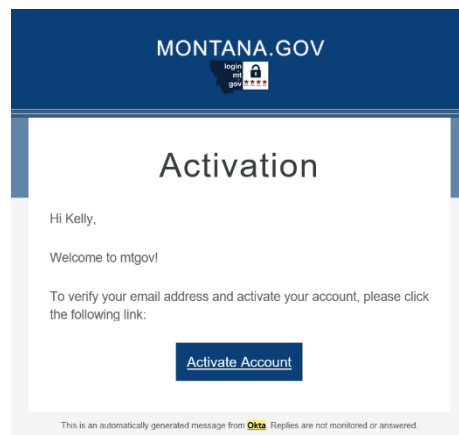 MONTANA.GOV
login
mt
gov
Activation
Hi Kelly,
Welcome to mtgov!
To verify your email address and activate your account, please click
the following link:
Activate Account
This is an automatically generated message from Okta. Replies are not monitored or answered.